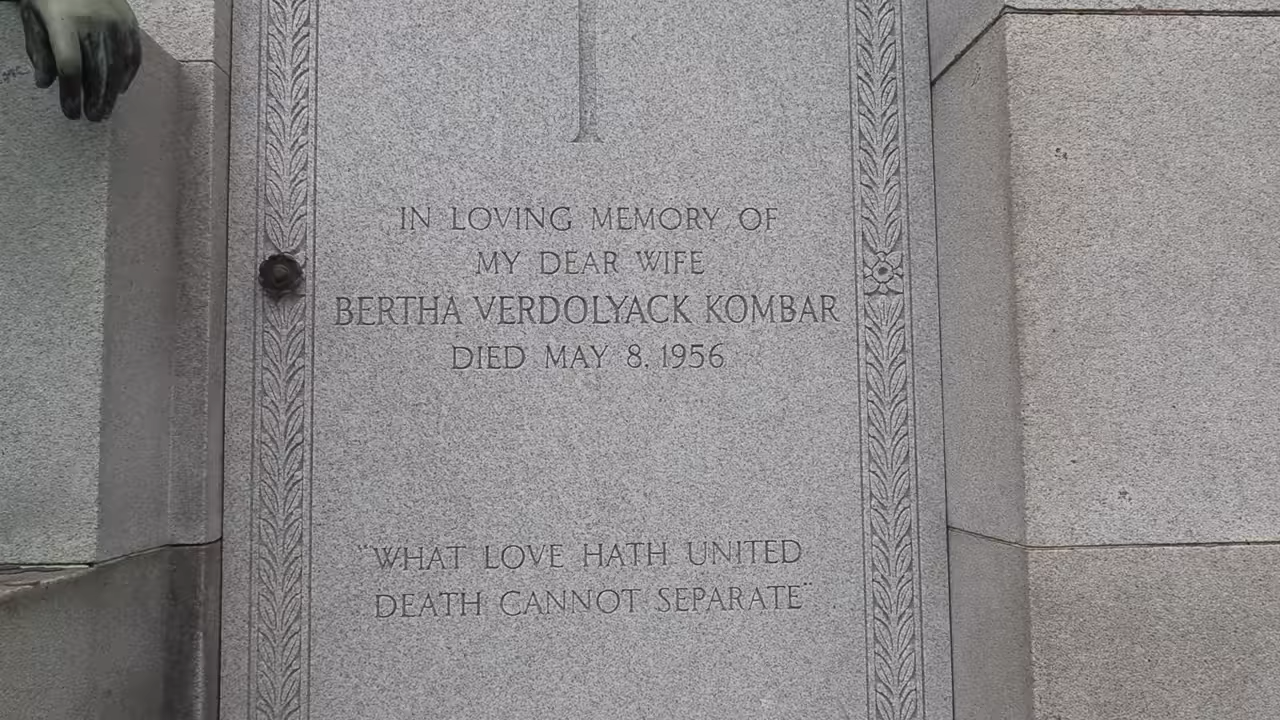 IN LOVING MEMORY OF
MY DEAR WIFE
BERTHA VERDOLYACK KOMBAR
DIED MAY 8, 1956
"WHAT LOVE HATH UNITED
DEATH CANNOT SEPARATE"